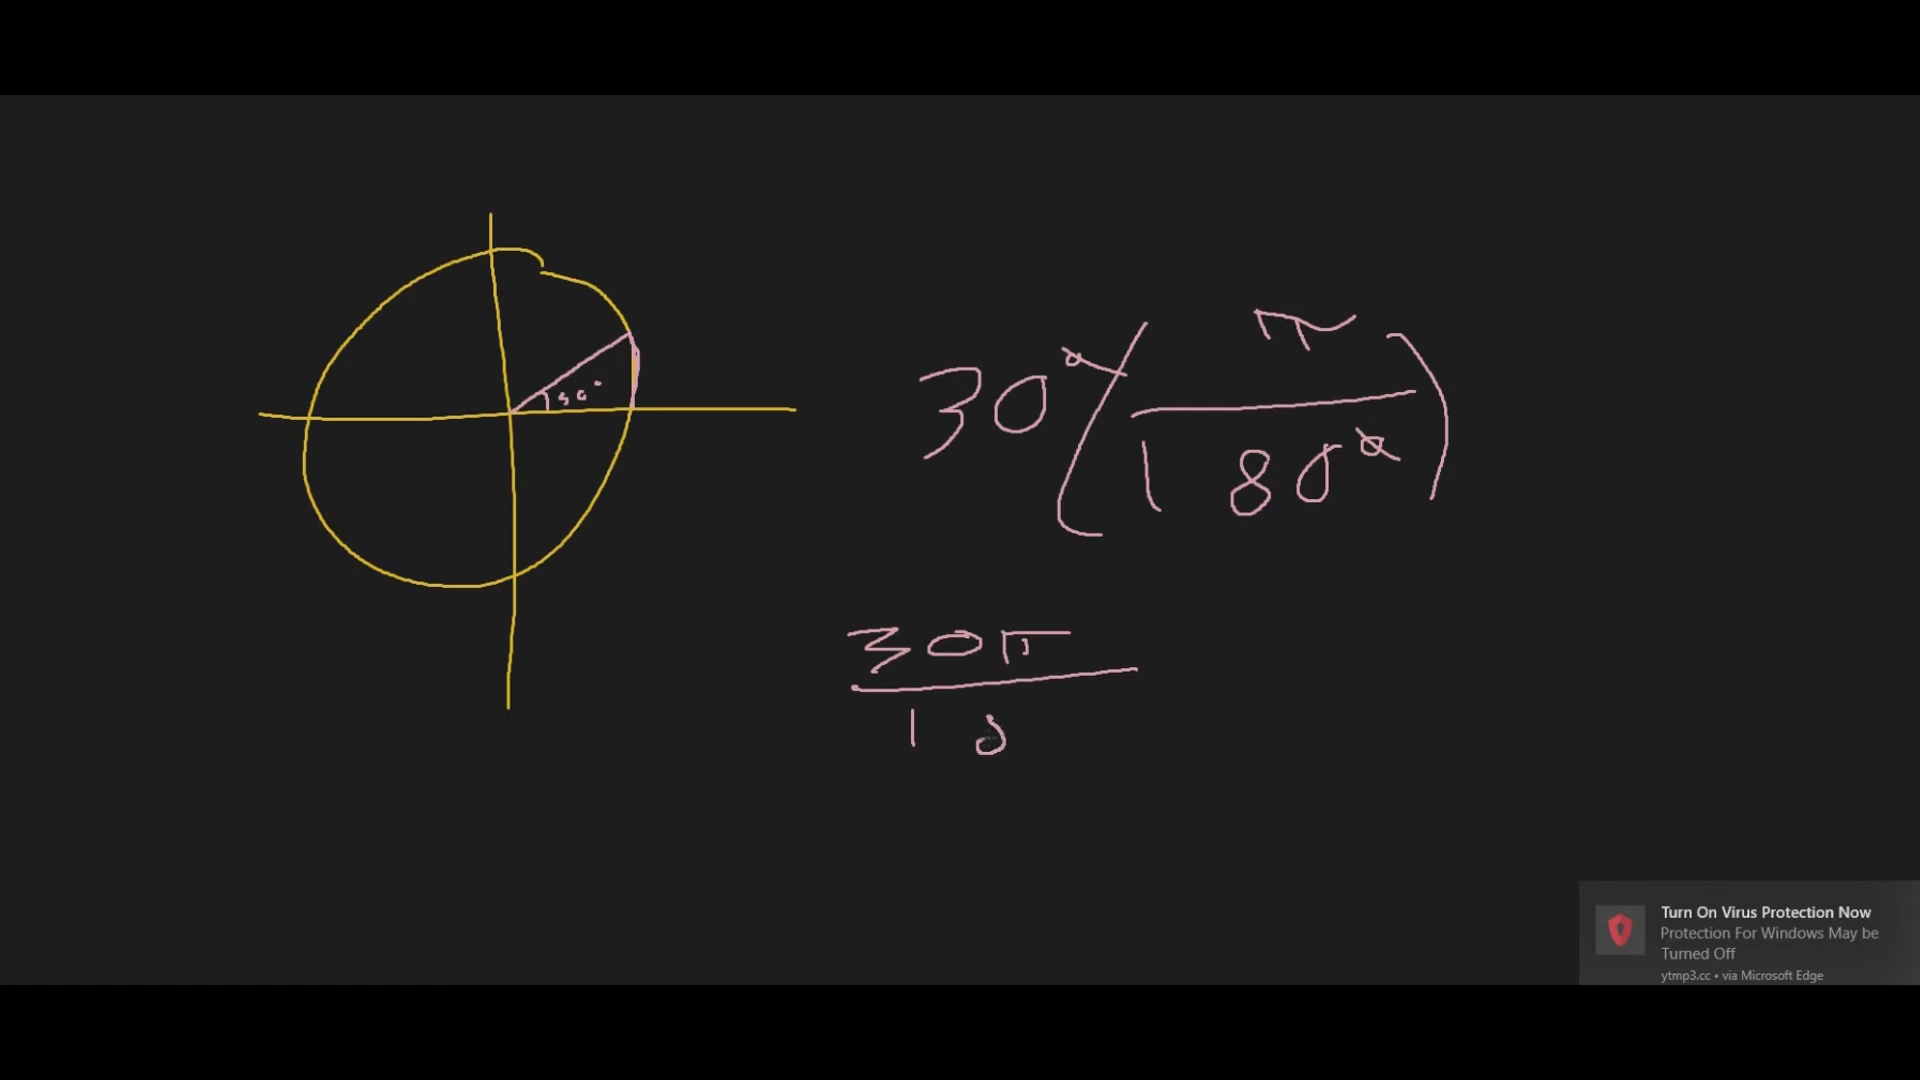 30°
30° ( π
180° )
30π
1
Turn On Virus Protection Now
Protection For Windows May be
Turned Off
ytmp3.cc • via Microsoft Edge